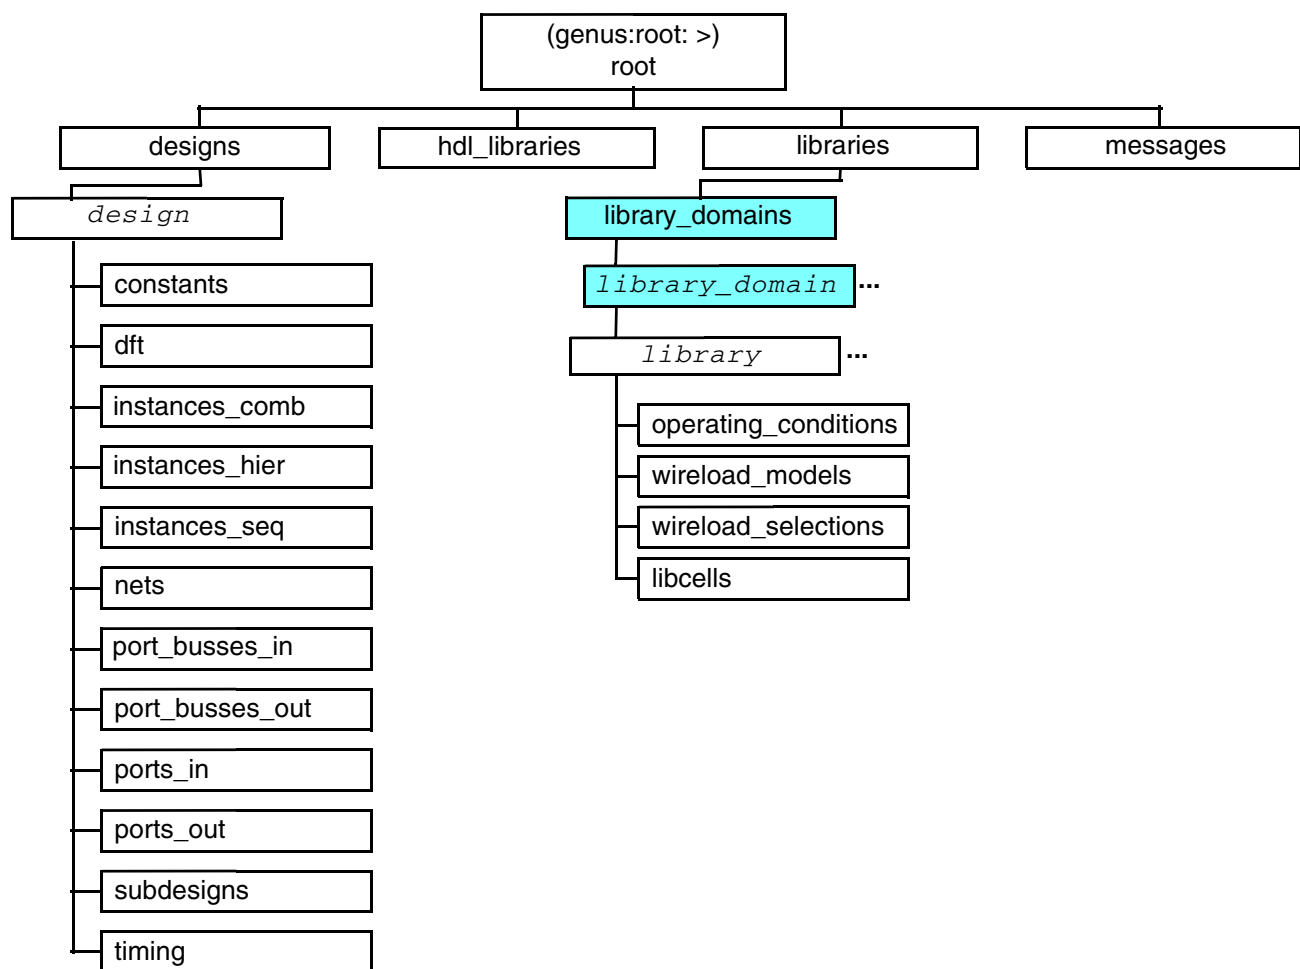 (genus:root: >)
root
designs
hdl_libraries
libraries
messages
design
library_domains
library_domain ...
library ...
constants
dft
instances_comb
instances_hier
instances_seq
nets
port_busses_in
port_busses_out
ports_in
ports_out
subdesigns
timing
operating_conditions
wireload_models
wireload_selections
libcells